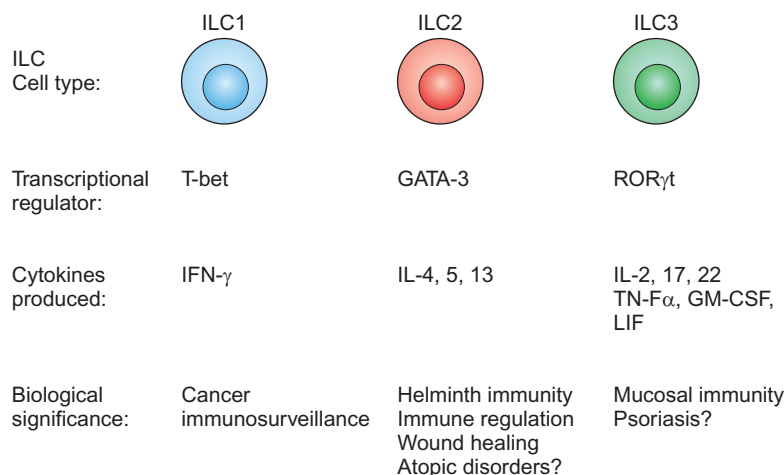 ILC1 ILC2 ILC3
ILC
Cell type:
Transcriptional T-bet GATA-3 RORγt
regulator:
Cytokines IFN-γ IL-4, 5, 13 IL-2, 17, 22
produced: TN-Fα, GM-CSF,
LIF
Biological Cancer Helminth immunity Mucosal immunity
significance: immunosurveillance Immune regulation Psoriasis?
Wound healing
Atopic disorders?